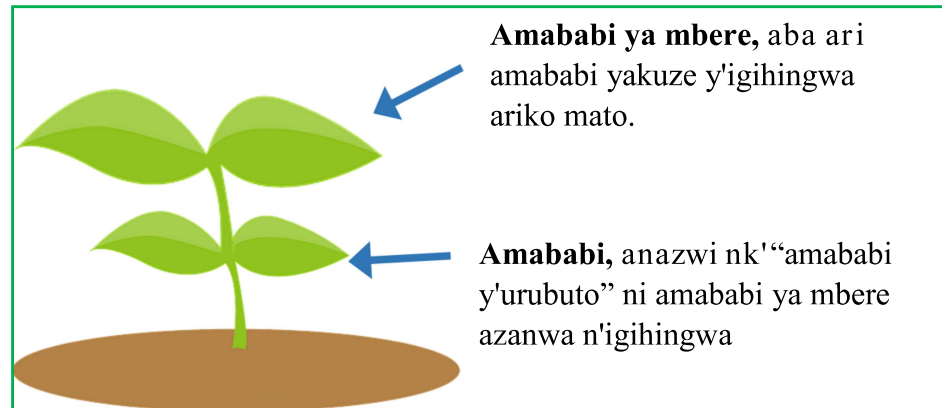 Amababi ya mbere, aba ari
amababi yakuze y'igihingwa
ariko mato.
Amababi, anazwi nk'“amababi
y'urubuto” ni amababi ya mbere
azanwa n'igihingwa